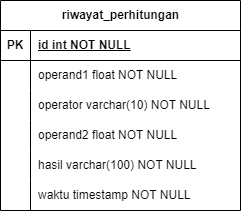 riwayat_perhitungan
PK id int NOT NULL
operand1 float NOT NULL
operator varchar(10) NOT NULL
operand2 float NOT NULL
hasil varchar(100) NOT NULL
waktu timestamp NOT NULL